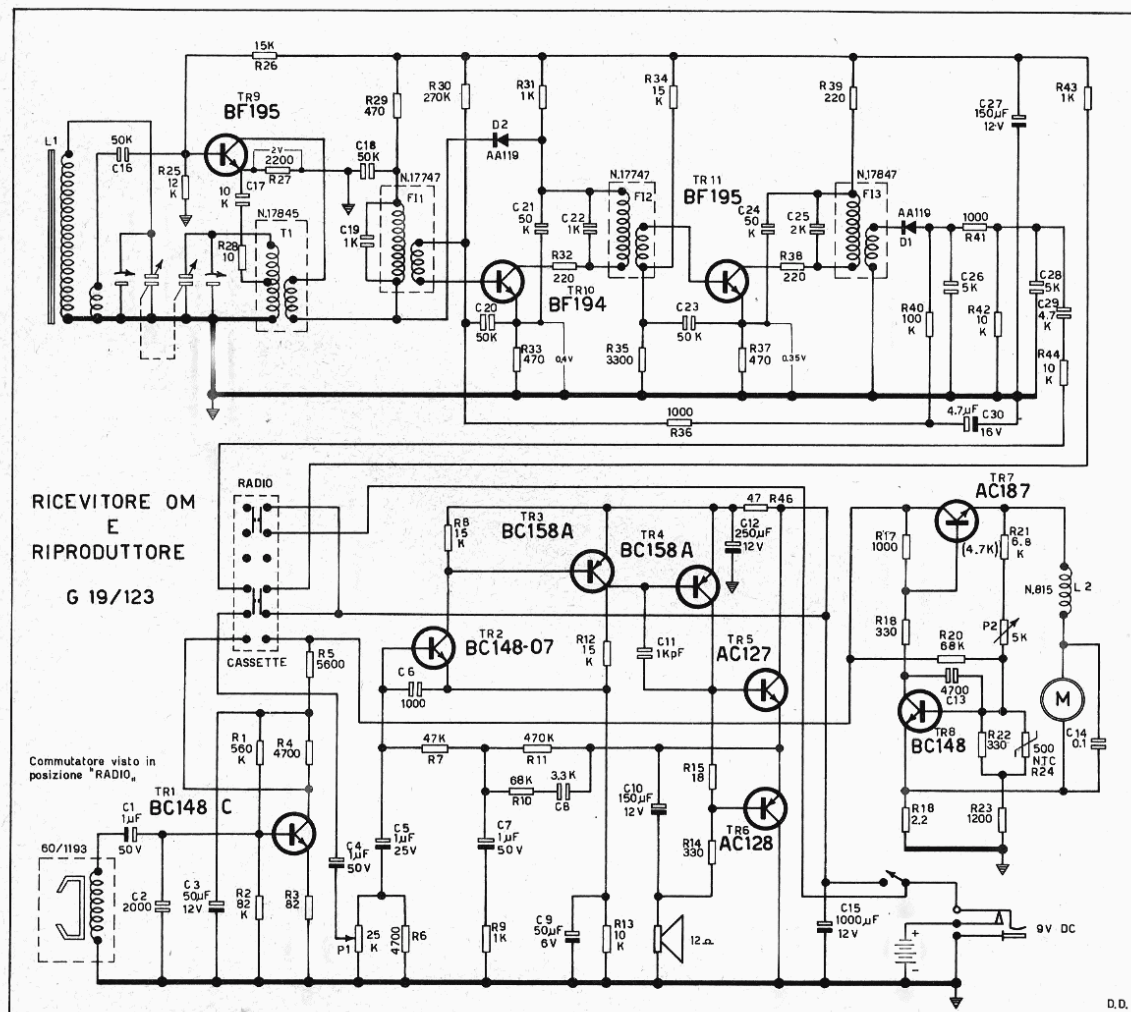 15K
R26
TR9
BF195
R29
470
R30
270K
R31
1K
R34
15
K
R39
220
C27
150µF
12·V
R43
1K
L1
50K
C16
2V
2200
R27
C18
50K
D2
AA119
R25
12
K
10
K
C17
N.17747
FI1
N.17747
FI2
TR11
BF195
N.17847
FI3
N.17845
T1
R28
10
C19
1K
C21
50
K
C22
1K
C24
50
K
C25
2K
AA119
D1
1000
R41
R32
220
TR10
BF194
R38
220
C26
5K
C28
5K
C29
4.7
K
C20
50K
R33
470
0,4V
R35
3300
C23
50K
R37
470
0,35V
R40
100
K
R42
10
K
R44
10
K
1000
R36
4.7µF
C30
16V
RICEVITORE OM
E
RIPRODUTTORE
G 19/123
RADIO
CASSETTE
R8
15K
TR3
BC158A
TR4
BC158A
47
R46
C12
250µF
12V
TR7
AC187
R17
1000
(4.7K)
R21
6.8
K
N.815
L2
R18
330
P2
5K
R20
68K
TR2
BC148-07
R12
15
K
C11
1KpF
TR5
AC127
R5
5600
C6
1000
4700
C13
M
TR8
BC148
R22
330
500
NTC
R24
C14
0.1
R1
560
K
R4
4700
47K
R7
470K
R11
68K
R10
3.3K
C8
R15
18
C10
150µF
12V
R18
2,2
R23
1200
Commutatore visto in
posizione "RADIO„
TR1
BC148 C
C1
1µF
50V
C4
1µF
50V
C5
1µF
25V
C7
1µF
50V
TR6
AC128
R14
330
60/1193
C2
2000
C3
50µF
12V
R2
82
K
R3
82
P1
25
K
4700
R6
R9
1K
C9
50µF
6V
R13
10
K
12Ω
C15
1000µF
12V
+
-
9V DC
D.D.